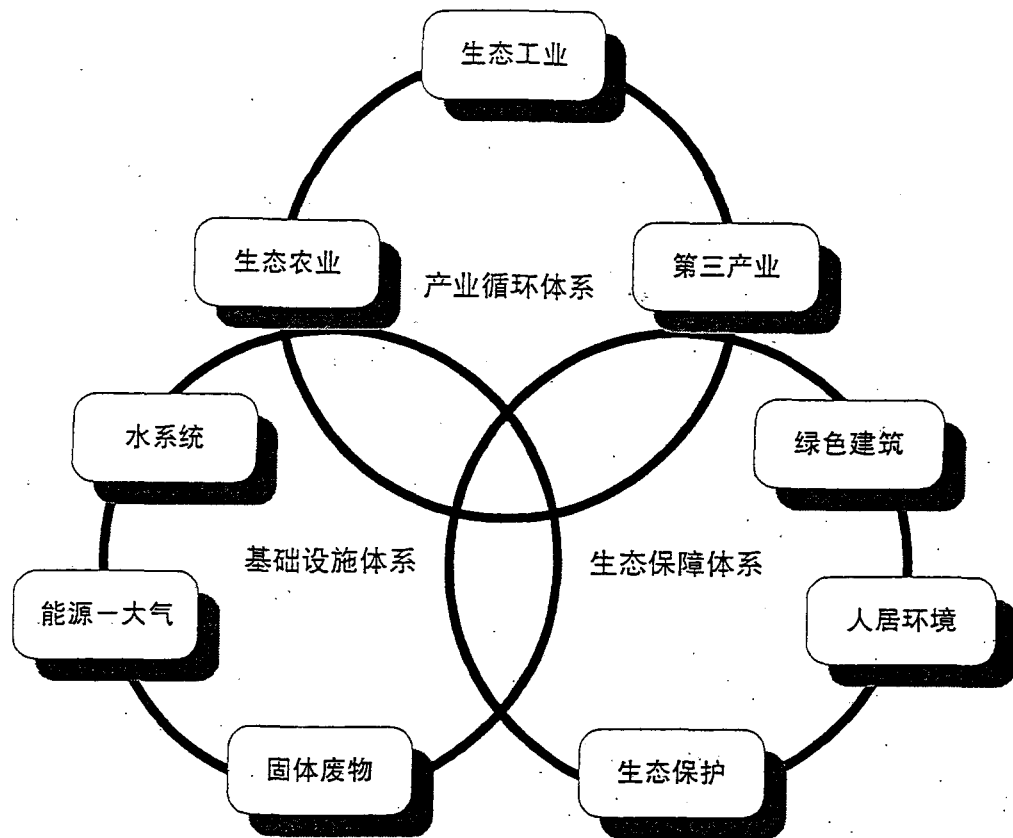 生态工业
生态农业
产业循环体系
第三产业
水系统
绿色建筑
基础设施体系
生态保障体系
能源—大气
人居环境
固体废物
生态保护